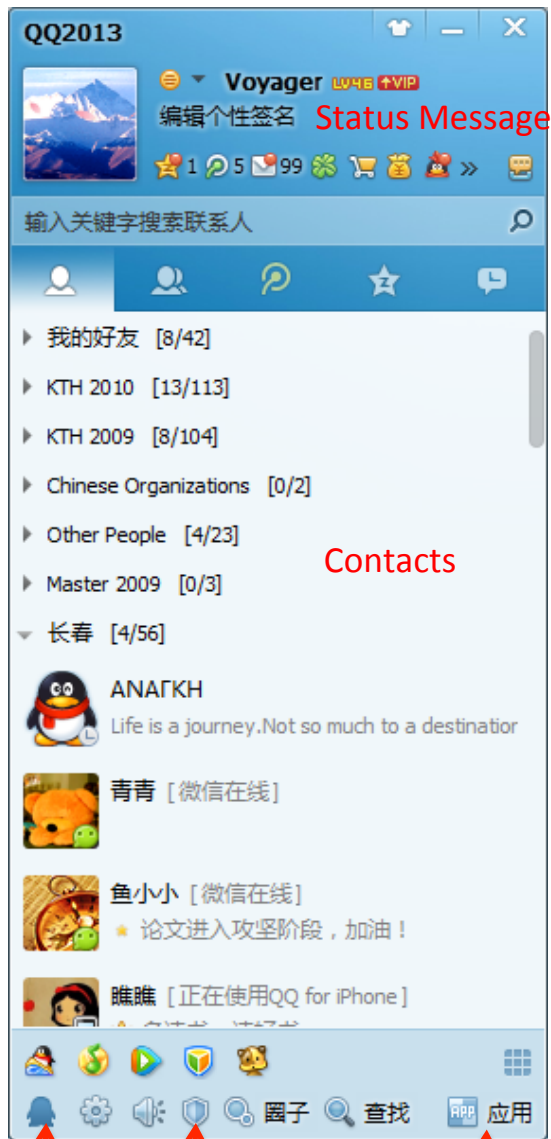 QQ2013
Voyager LV46 VIP
编辑个性签名 Status Message
1 5 99
输入关键字搜索联系人
我的好友 [8/42]
KTH 2010 [13/113]
KTH 2009 [8/104]
Chinese Organizations [0/2]
Other People [4/23]
Contacts
Master 2009 [0/3]
长春 [4/56]
ΑΝΑΓΚΗ
Life is a journey.Not so much to a destination
青青 [微信在线]
鱼小小 [微信在线]
论文进入攻坚阶段，加油！
瞧瞧 [正在使用QQ for iPhone]
圈子 查找 APP 应用